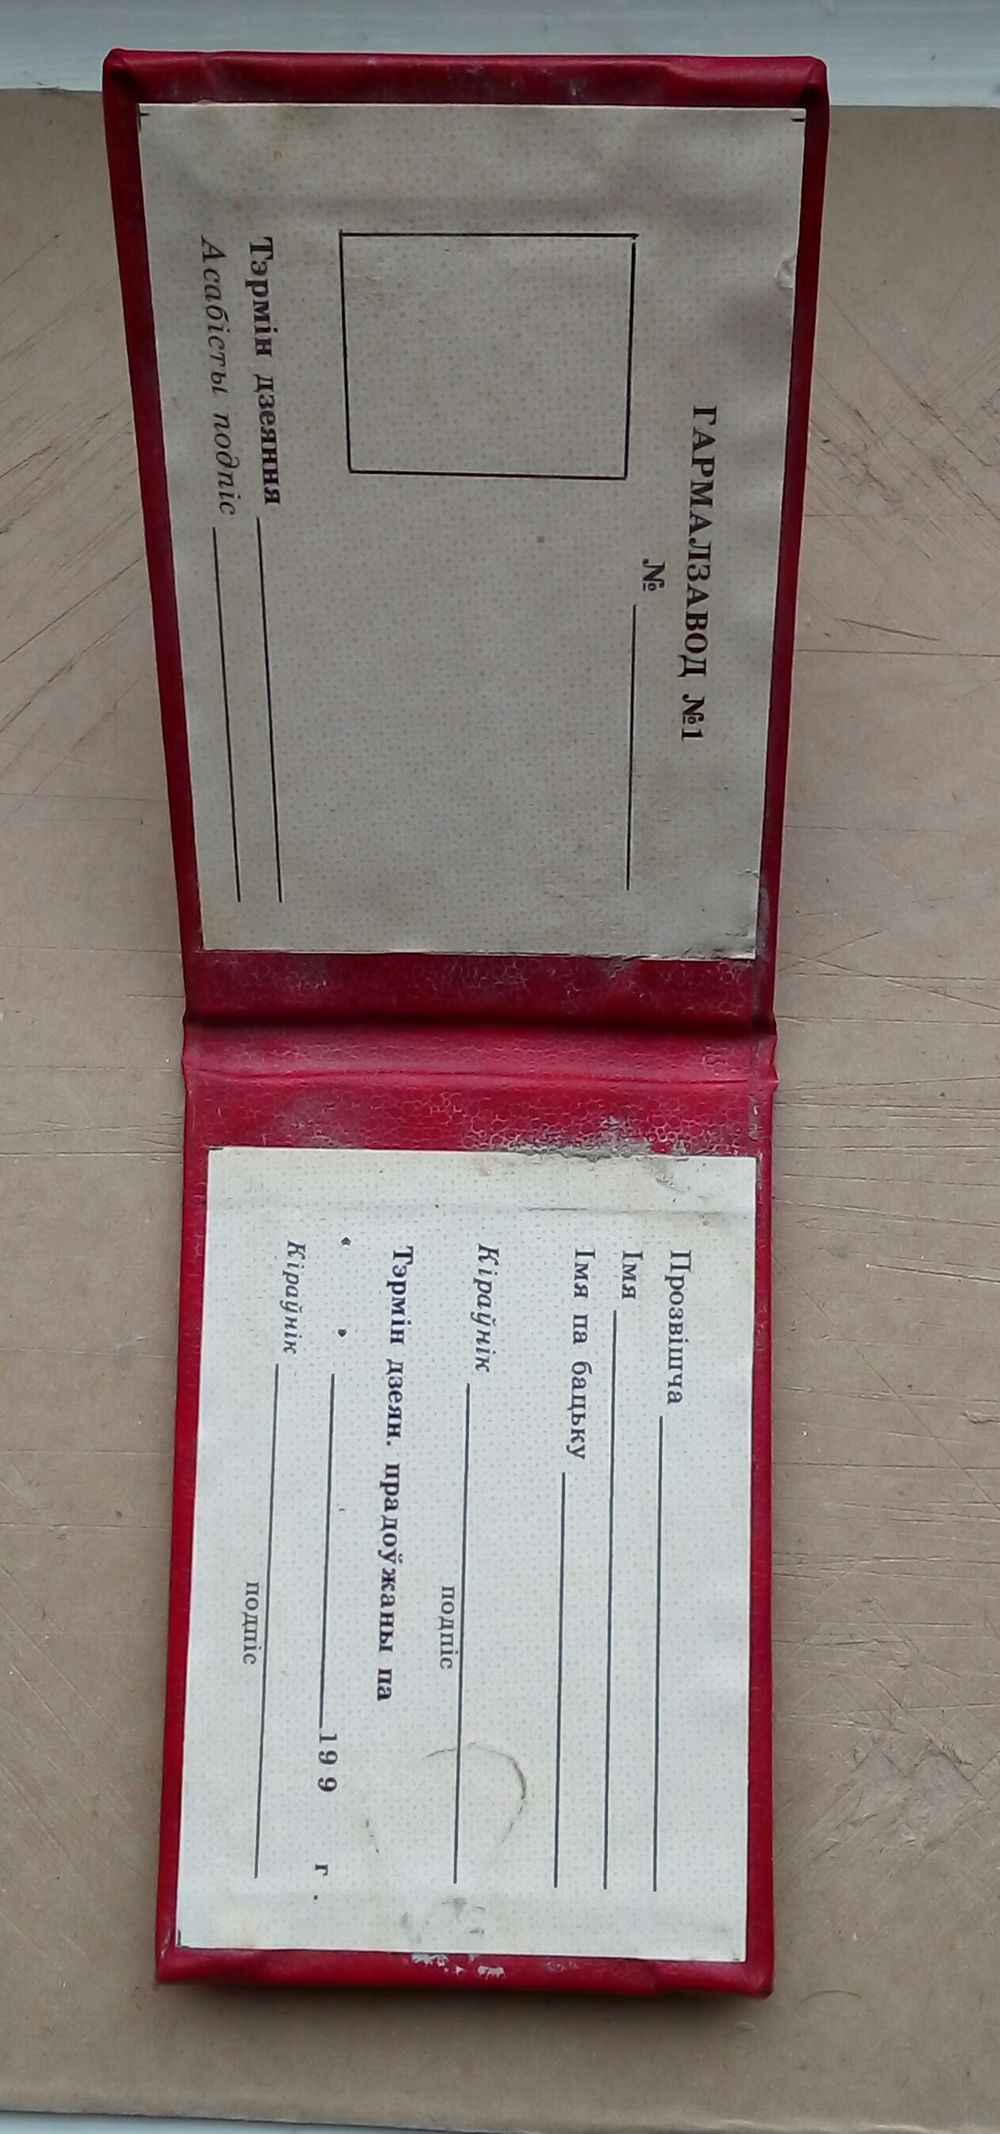 ГАРМАЛЗАВОД №1
№
Тэрмін дзеяння
Асабісты подпіс
Прозвішча
Імя
Імя па бацьку
Кіраўнік
подпіс
Тэрмін дзеян. прадоўжаны па
« » 199 г.
Кіраўнік
подпіс